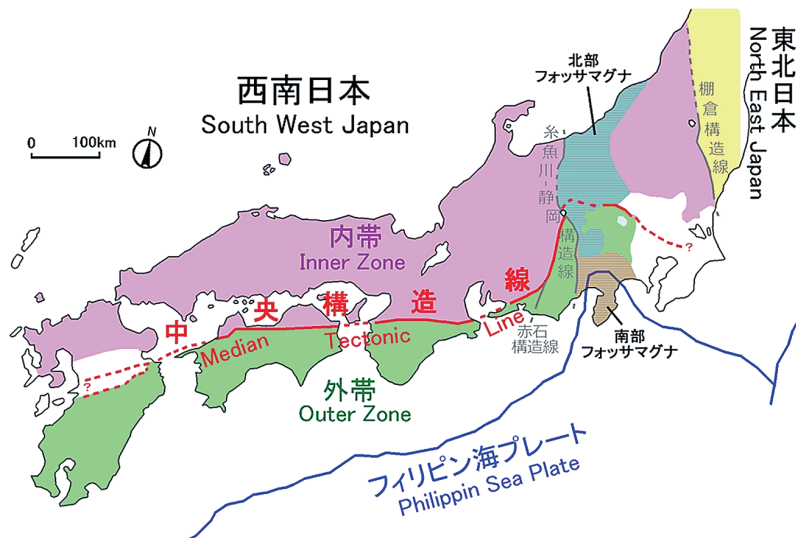 西南日本
South West Japan
0 100km
N
北部
フォッサマグナ
東北日本
North East Japan
棚倉構造線
糸魚川-静岡
構造線
内帯
Inner Zone
中央構造線
Median Tectonic Line
?
?
赤石
構造線
南部
フォッサマグナ
外帯
Outer Zone
フィリピン海プレート
Philippin Sea Plate